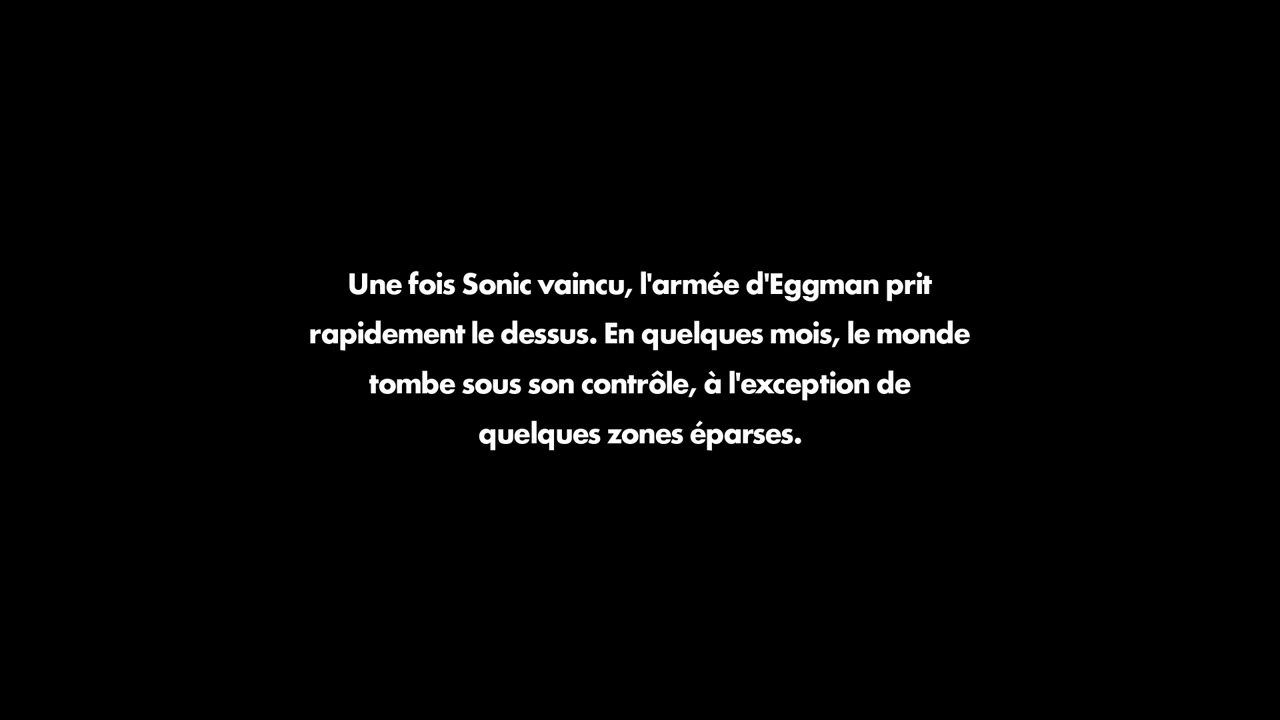 Une fois Sonic vaincu, l'armée d'Eggman prit
rapidement le dessus. En quelques mois, le monde
tombe sous son contrôle, à l'exception de
quelques zones éparses.